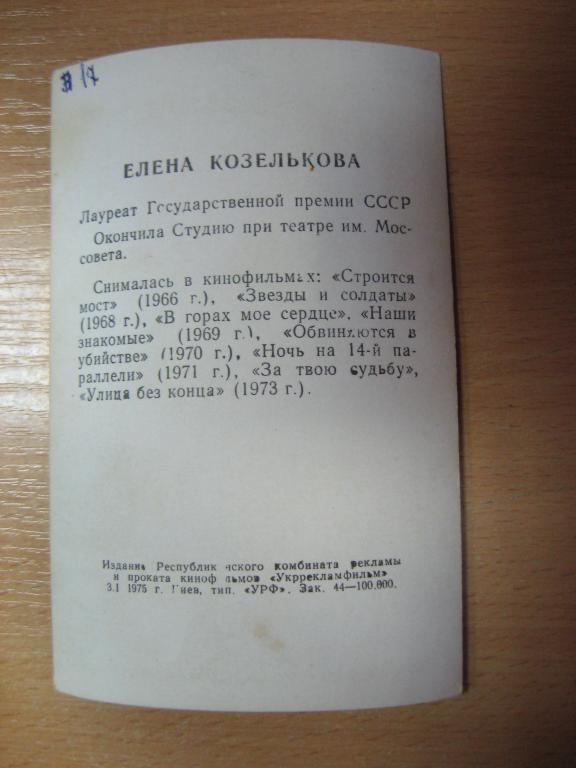 /7
ЕЛЕНА КОЗЕЛЬКОВА
Лауреат Государственной премии СССР
Окончила Студию при театре им. Мос-
совета.
Снималась в кинофильмах: «Строится
мост» (1966 г.), «Звезды и солдаты»
(1968 г.), «В горах мое сердце», «Наши
знакомые» (1969 г.), «Обвиняются в
убийстве» (1970 г.), «Ночь на 14-й па-
раллели» (1971 г.), «За твою судьбу»,
«Улица без конца» (1973 г.).
Издание Республиканского комбината рекламы
и проката кинофильмов «Укррекламфильм»
3.I 1975 г. Киев, тип. «УРФ». Зак. 44—100.000.